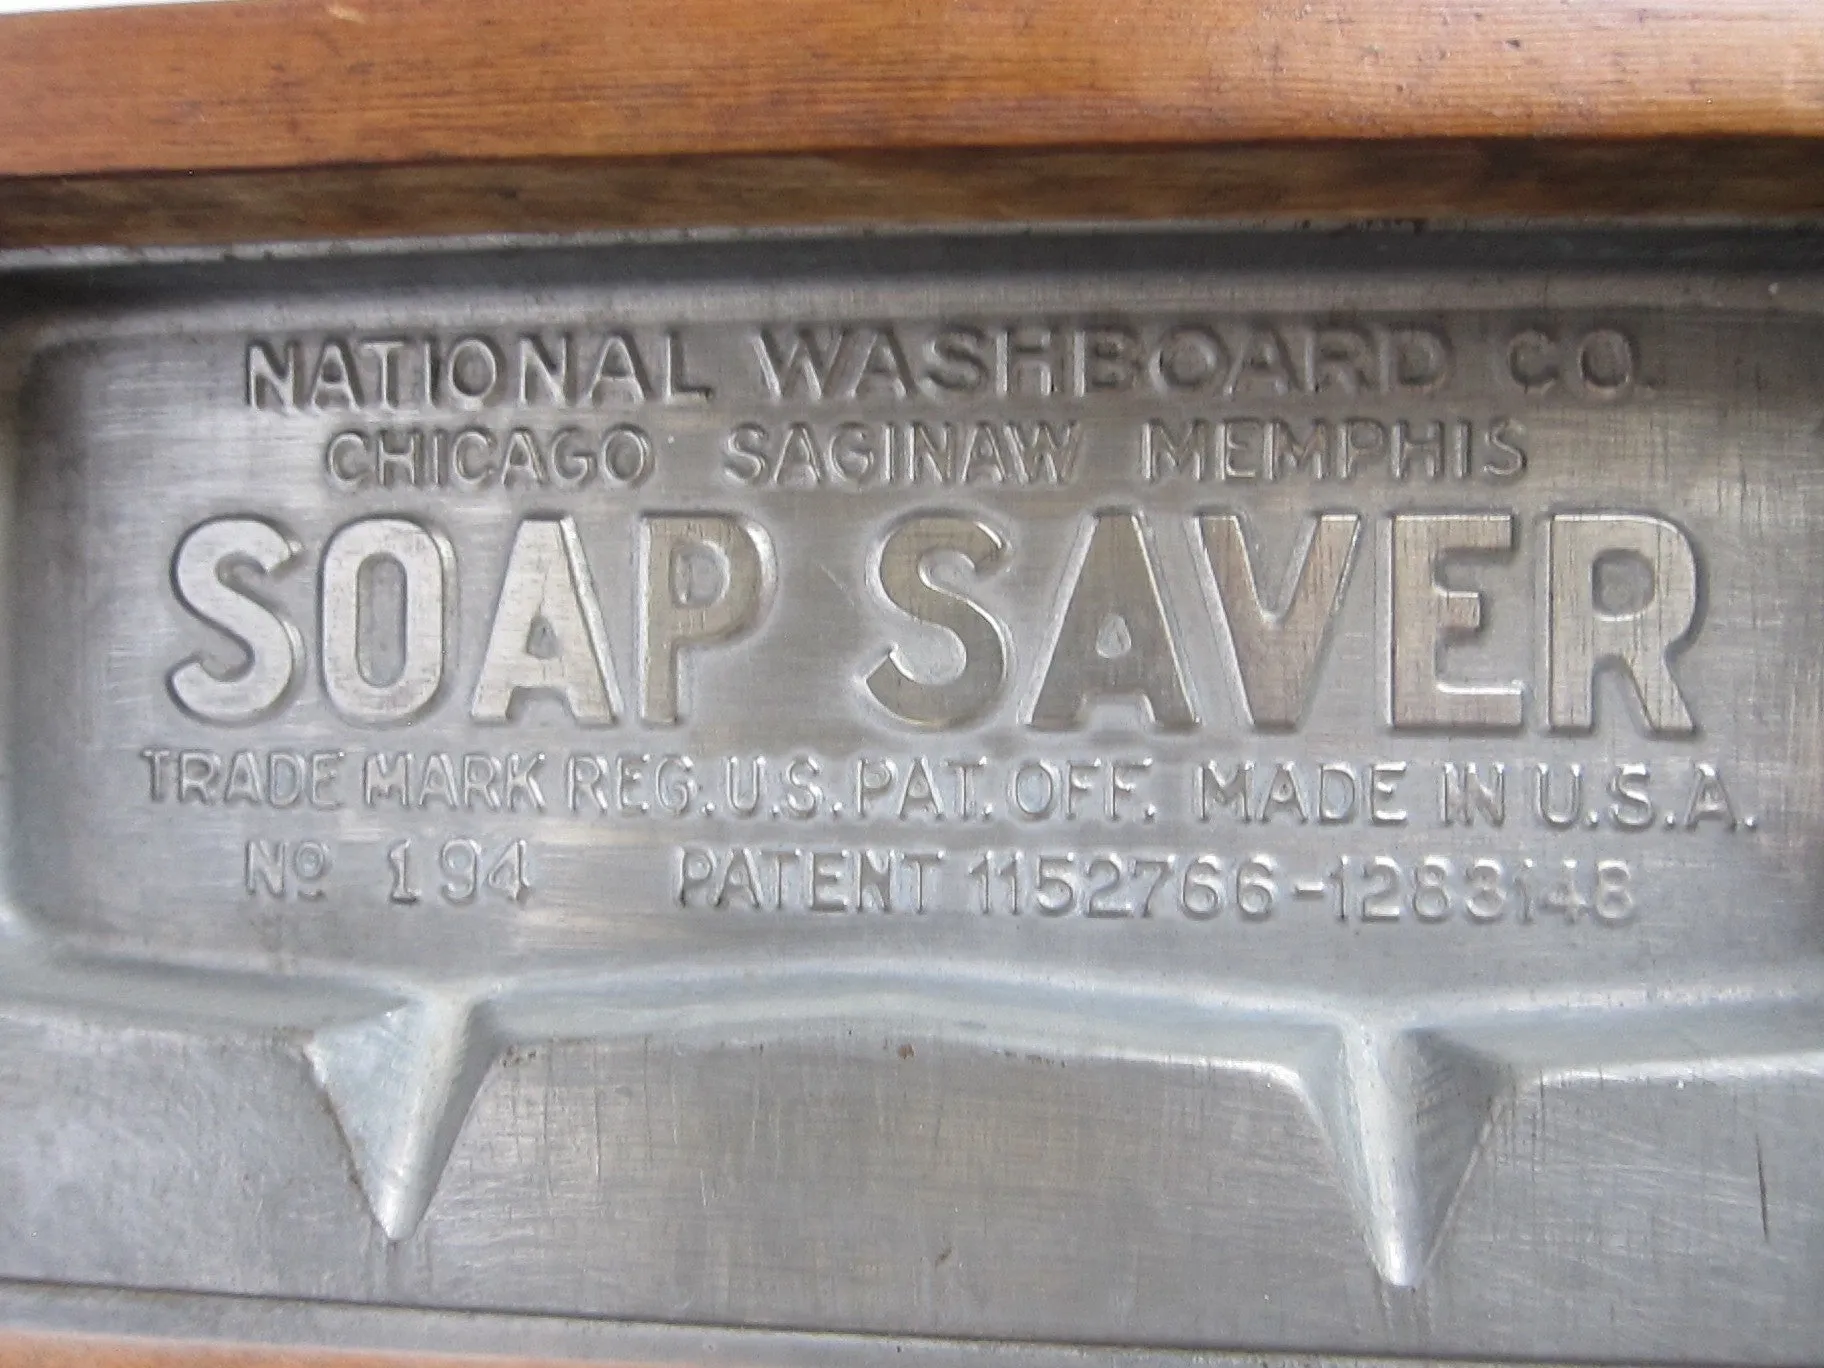 NATIONAL WASHBOARD CO.
CHICAGO SAGINAW MEMPHIS
SOAP SAVER
TRADE MARK REG. U.S. PAT. OFF. MADE IN U.S.A.
No 194 PATENT 1152766-1283148